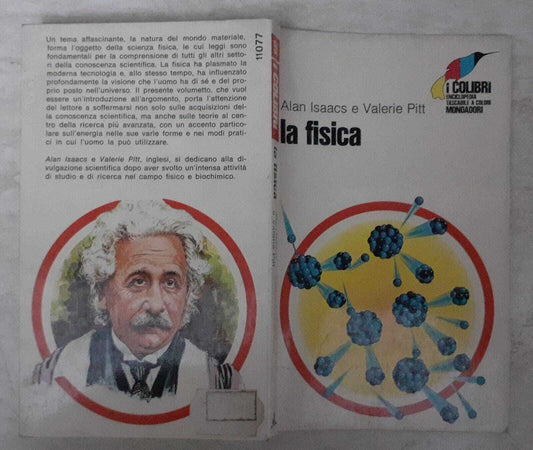 Un tema affascinante, la natura del mondo materiale,
forma l'oggetto della scienza fisica, le cui leggi sono
fondamentali per la comprensione di tutti gli altri setto-
ri della conoscenza scientifica. La fisica ha plasmato la
moderna tecnologia e, allo stesso tempo, ha influenzato
profondamente la visione che l'uomo ha di sé e del pro-
prio posto nell'universo. Il presente volumetto, che vuol
essere un'introduzione all'argomento, porta l'attenzione
del lettore a soffermarsi non solo sulle acquisizioni del-
la conoscenza scientifica, ma anche sulle teorie al cen-
tro della ricerca più avanzata, con un accento particola-
re sull'energia nelle sue varie forme e nei modi prati-
ci in cui l'uomo la può utilizzare.
Alan Isaacs e Valerie Pitt, inglesi, si dedicano alla di-
vulgazione scientifica dopo aver svolto un'intensa attività
di studio e di ricerca nel campo fisico e biochimico.
11077
I COLIBRI
la fisica
Alan Isaacs e Valerie Pitt
la fisica
i COLIBRI
ENCICLOPEDIA
TASCABILE A COLORI
MONDADORI